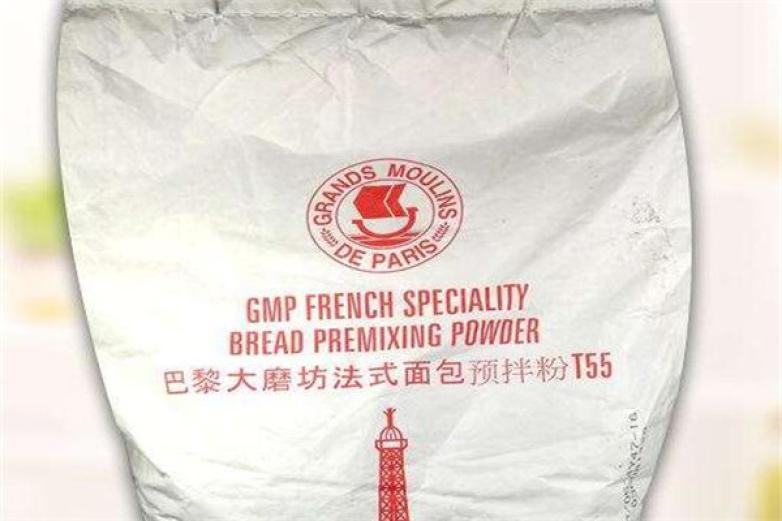 GRANDS MOULINS
DE PARIS
GMP FRENCH SPECIALITY
BREAD PREMIXING POWDER
巴黎大磨坊法式面包预拌粉T55